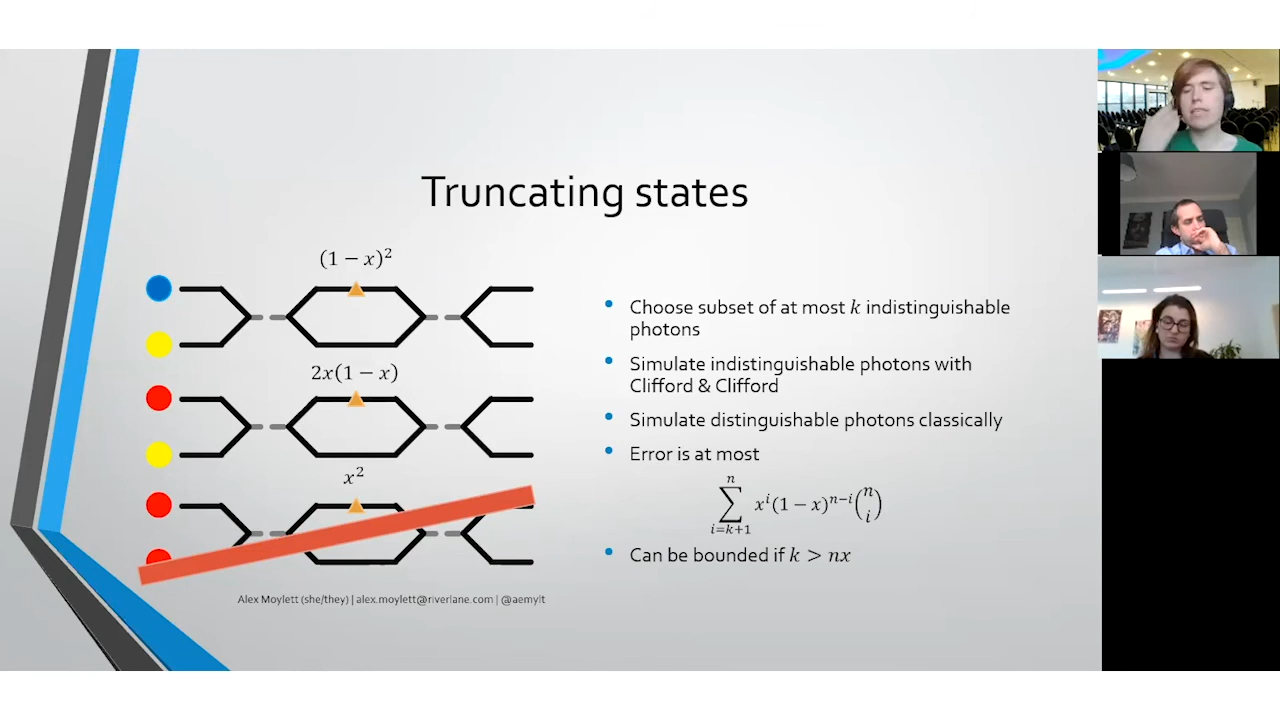 Truncating states
(1 − x)²
2x(1 − x)
x²
• Choose subset of at most k indistinguishable
photons
• Simulate indistinguishable photons with
Clifford & Clifford
• Simulate distinguishable photons classically
• Error is at most
n
∑ xⁱ(1 − x)ⁿ⁻ⁱ(n i)
i=k+1
• Can be bounded if k > nx
Alex Moylett (she/they) | alex.moylett@riverlane.com | @aemylt